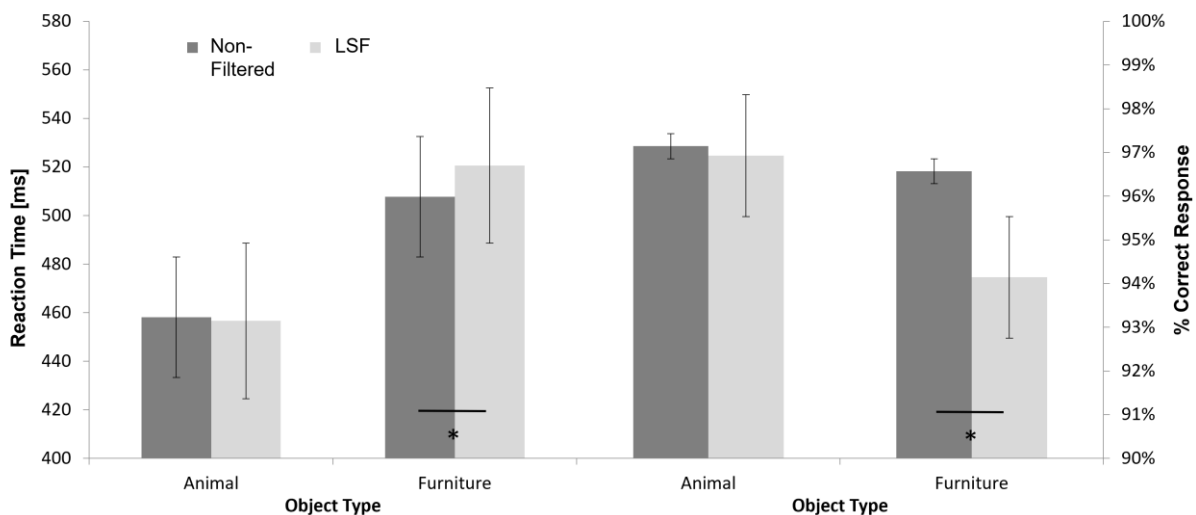 580
560
540
520
500
480
460
440
420
400
Reaction Time [ms]
Non-
Filtered
LSF
100%
99%
98%
97%
96%
95%
94%
93%
92%
91%
90%
% Correct Response
*
*
Animal
Furniture
Animal
Furniture
Object Type
Object Type